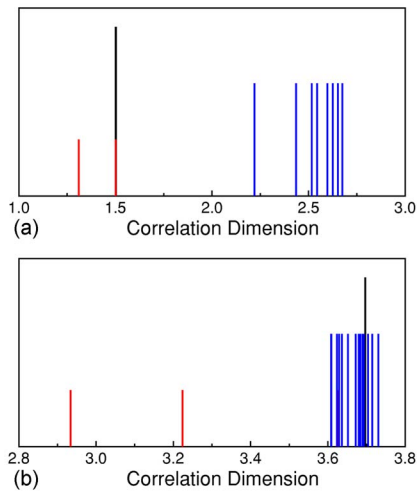 1.0 1.5 2.0 2.5 3.0
(a) Correlation Dimension
2.8 3.0 3.2 3.4 3.6 3.8
(b) Correlation Dimension